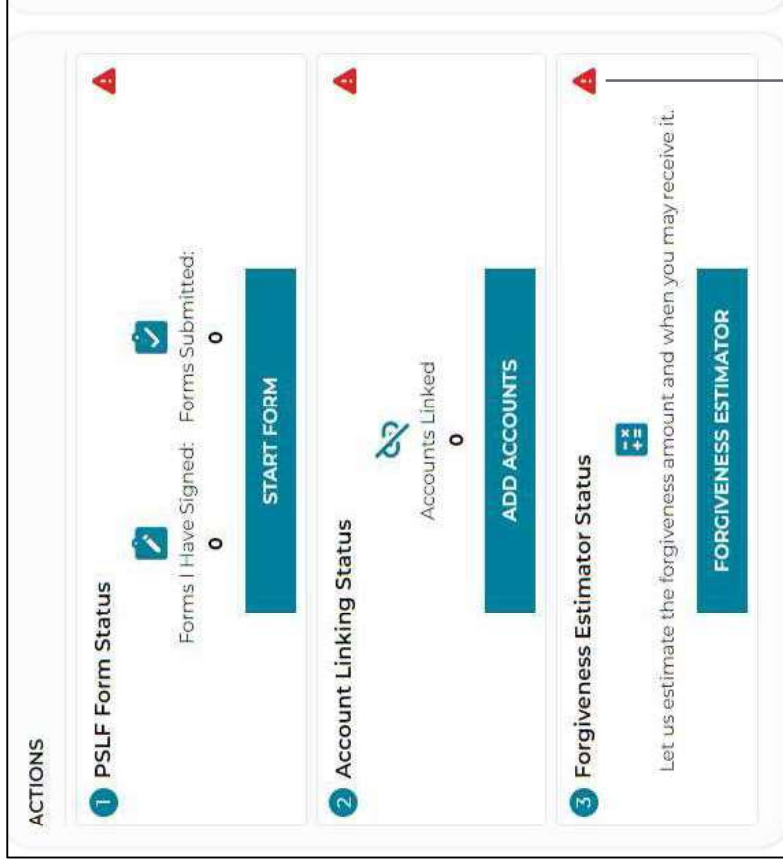 ACTIONS
1 PSLF Form Status
Forms I Have Signed: Forms Submitted:
0 0
START FORM
2 Account Linking Status
Accounts Linked
0
ADD ACCOUNTS
3 Forgiveness Estimator Status
Let us estimate the forgiveness amount and when you may receive it.
FORGIVENESS ESTIMATOR